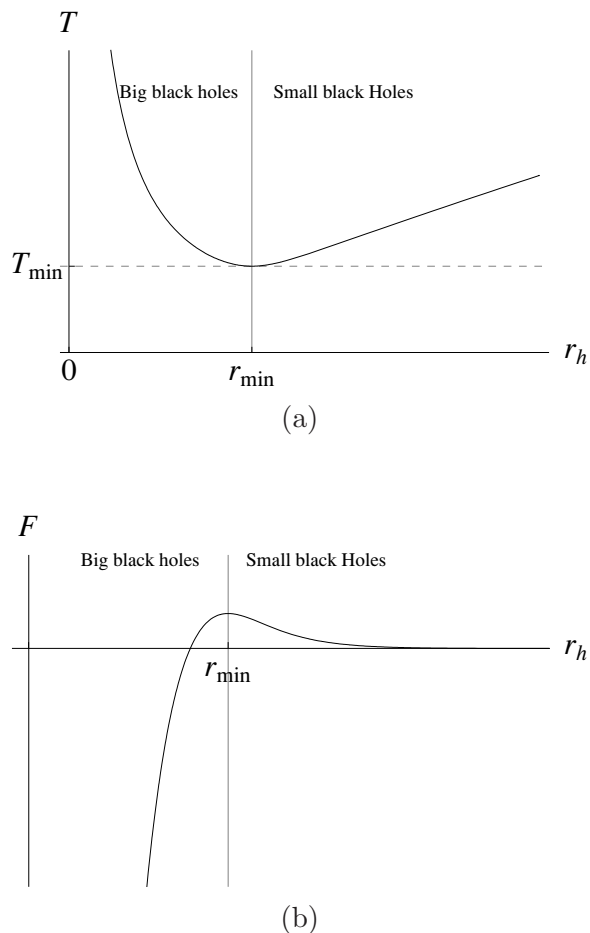 T
Big black holes Small black Holes
T_min
r_h
0 r_min
(a)
F
Big black holes Small black Holes
r_h
r_min
(b)